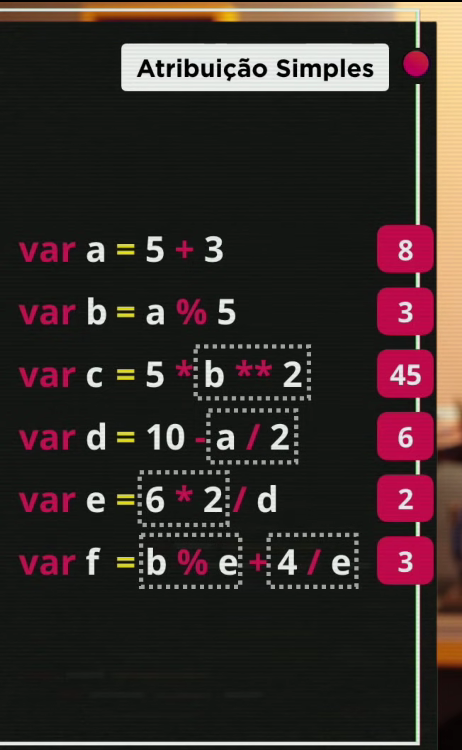 Atribuição Simples
var a = 5 + 3 8
var b = a % 5 3
var c = 5 * b ** 2 45
var d = 10 - a / 2 6
var e = 6 * 2 / d 2
var f = b % e + 4 / e 3